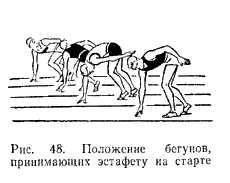 Рис. 48. Положение бегунов,
принимающих эстафету на старте